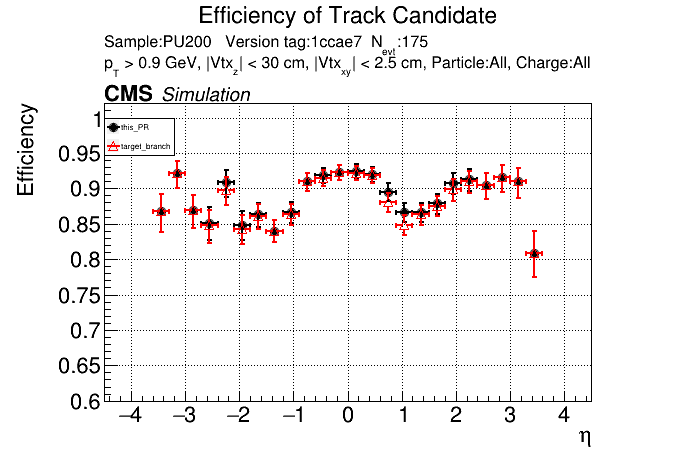 Efficiency of Track Candidate
Sample:PU200 Version tag:1ccae7 N_evt:175
p_T > 0.9 GeV, |Vtx_z| < 30 cm, |Vtx_xy| < 2.5 cm, Particle:All, Charge:All
CMS Simulation
Efficiency
1
0.95
0.9
0.85
0.8
0.75
0.7
0.65
0.6
this_PR
target_branch
−4 −3 −2 −1 0 1 2 3 4
η